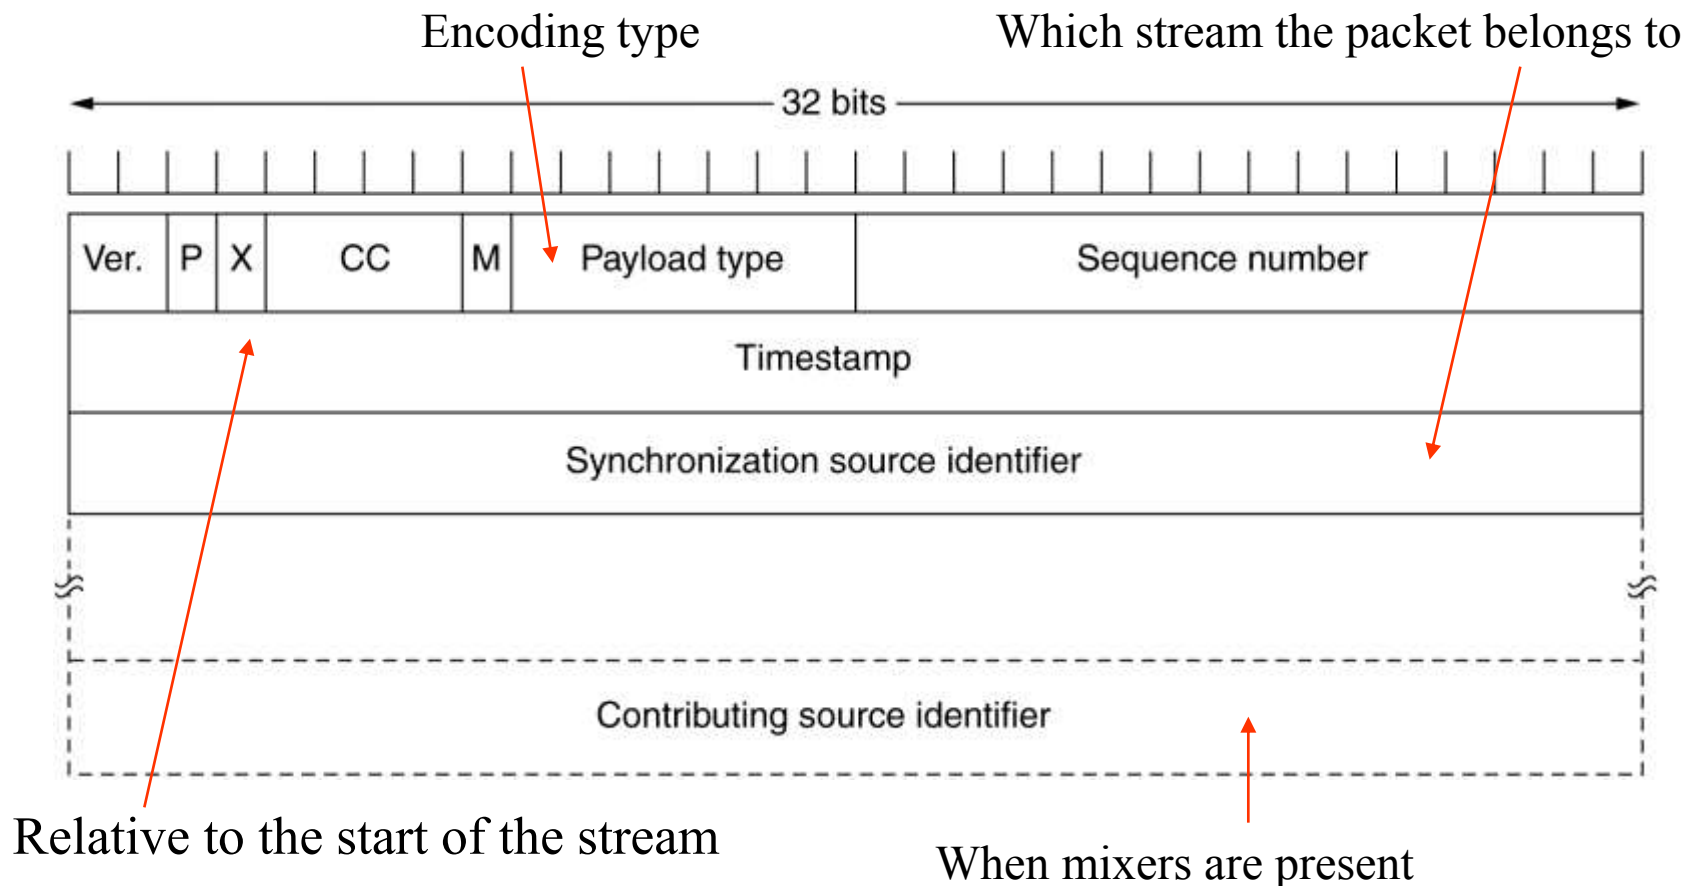 Encoding type
Which stream the packet belongs to
32 bits
Ver. P X CC M Payload type Sequence number
Timestamp
Synchronization source identifier
Contributing source identifier
Relative to the start of the stream
When mixers are present